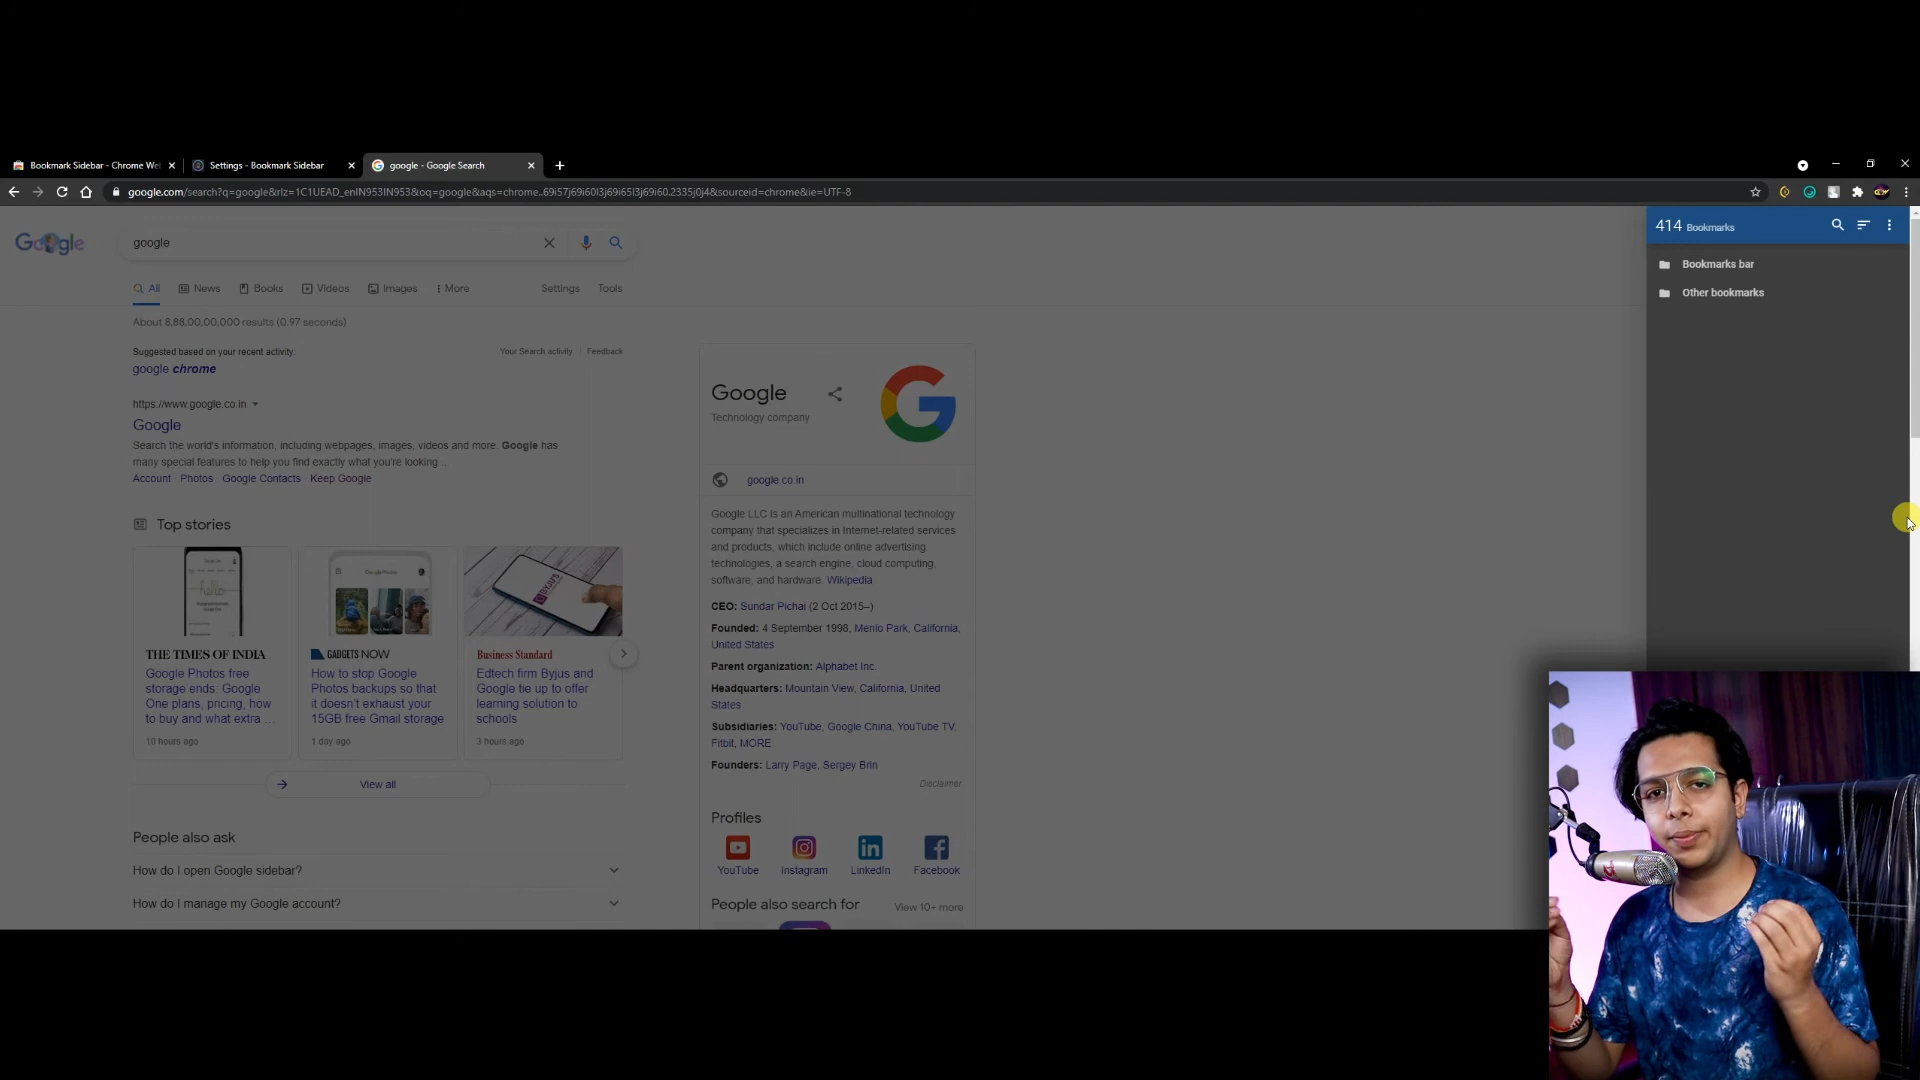 Bookmark Sidebar - Chrome We
Settings - Bookmark Sidebar
google - Google Search
google.com/search?q=google&rlz=1C1UEAD_enIN953IN953&oq=google&aqs=chrome..69i57j69i60l3j69i65l3j69i60.2335j0j4&sourceid=chrome&ie=UTF-8
414 Bookmarks
Bookmarks bar
Other bookmarks
Google
google
All
News
Books
Videos
Images
More
Settings
Tools
About 8,88,00,00,000 results (0.97 seconds)
Suggested based on your recent activity:
Your Search activity
Feedback
google chrome
https://www.google.co.in
Google
Search the world's information, including webpages, images, videos and more. Google has
many special features to help you find exactly what you're looking ...
Account Photos Google Contacts Keep Google
Top stories
THE TIMES OF INDIA
Google Photos free
storage ends: Google
One plans, pricing, how
to buy and what extra ...
10 hours ago
GADGETS NOW
How to stop Google
Photos backups so that
it doesn't exhaust your
15GB free Gmail storage
1 day ago
BYJU'S
Business Standard
Edtech firm Byjus and
Google tie up to offer
learning solution to
schools
3 hours ago
View all
People also ask
How do I open Google sidebar?
How do I manage my Google account?
Google
Technology company
google.co.in
Google LLC is an American multinational technology
company that specializes in Internet-related services
and products, which include online advertising
technologies, a search engine, cloud computing,
software, and hardware. Wikipedia
CEO: Sundar Pichai (2 Oct 2015–)
Founded: 4 September 1998, Menlo Park, California,
United States
Parent organization: Alphabet Inc.
Headquarters: Mountain View, California, United
States
Subsidiaries: YouTube, Google China, YouTube TV,
Fitbit, MORE
Founders: Larry Page, Sergey Brin
Disclaimer
Profiles
YouTube
Instagram
LinkedIn
Facebook
People also search for
View 10+ more